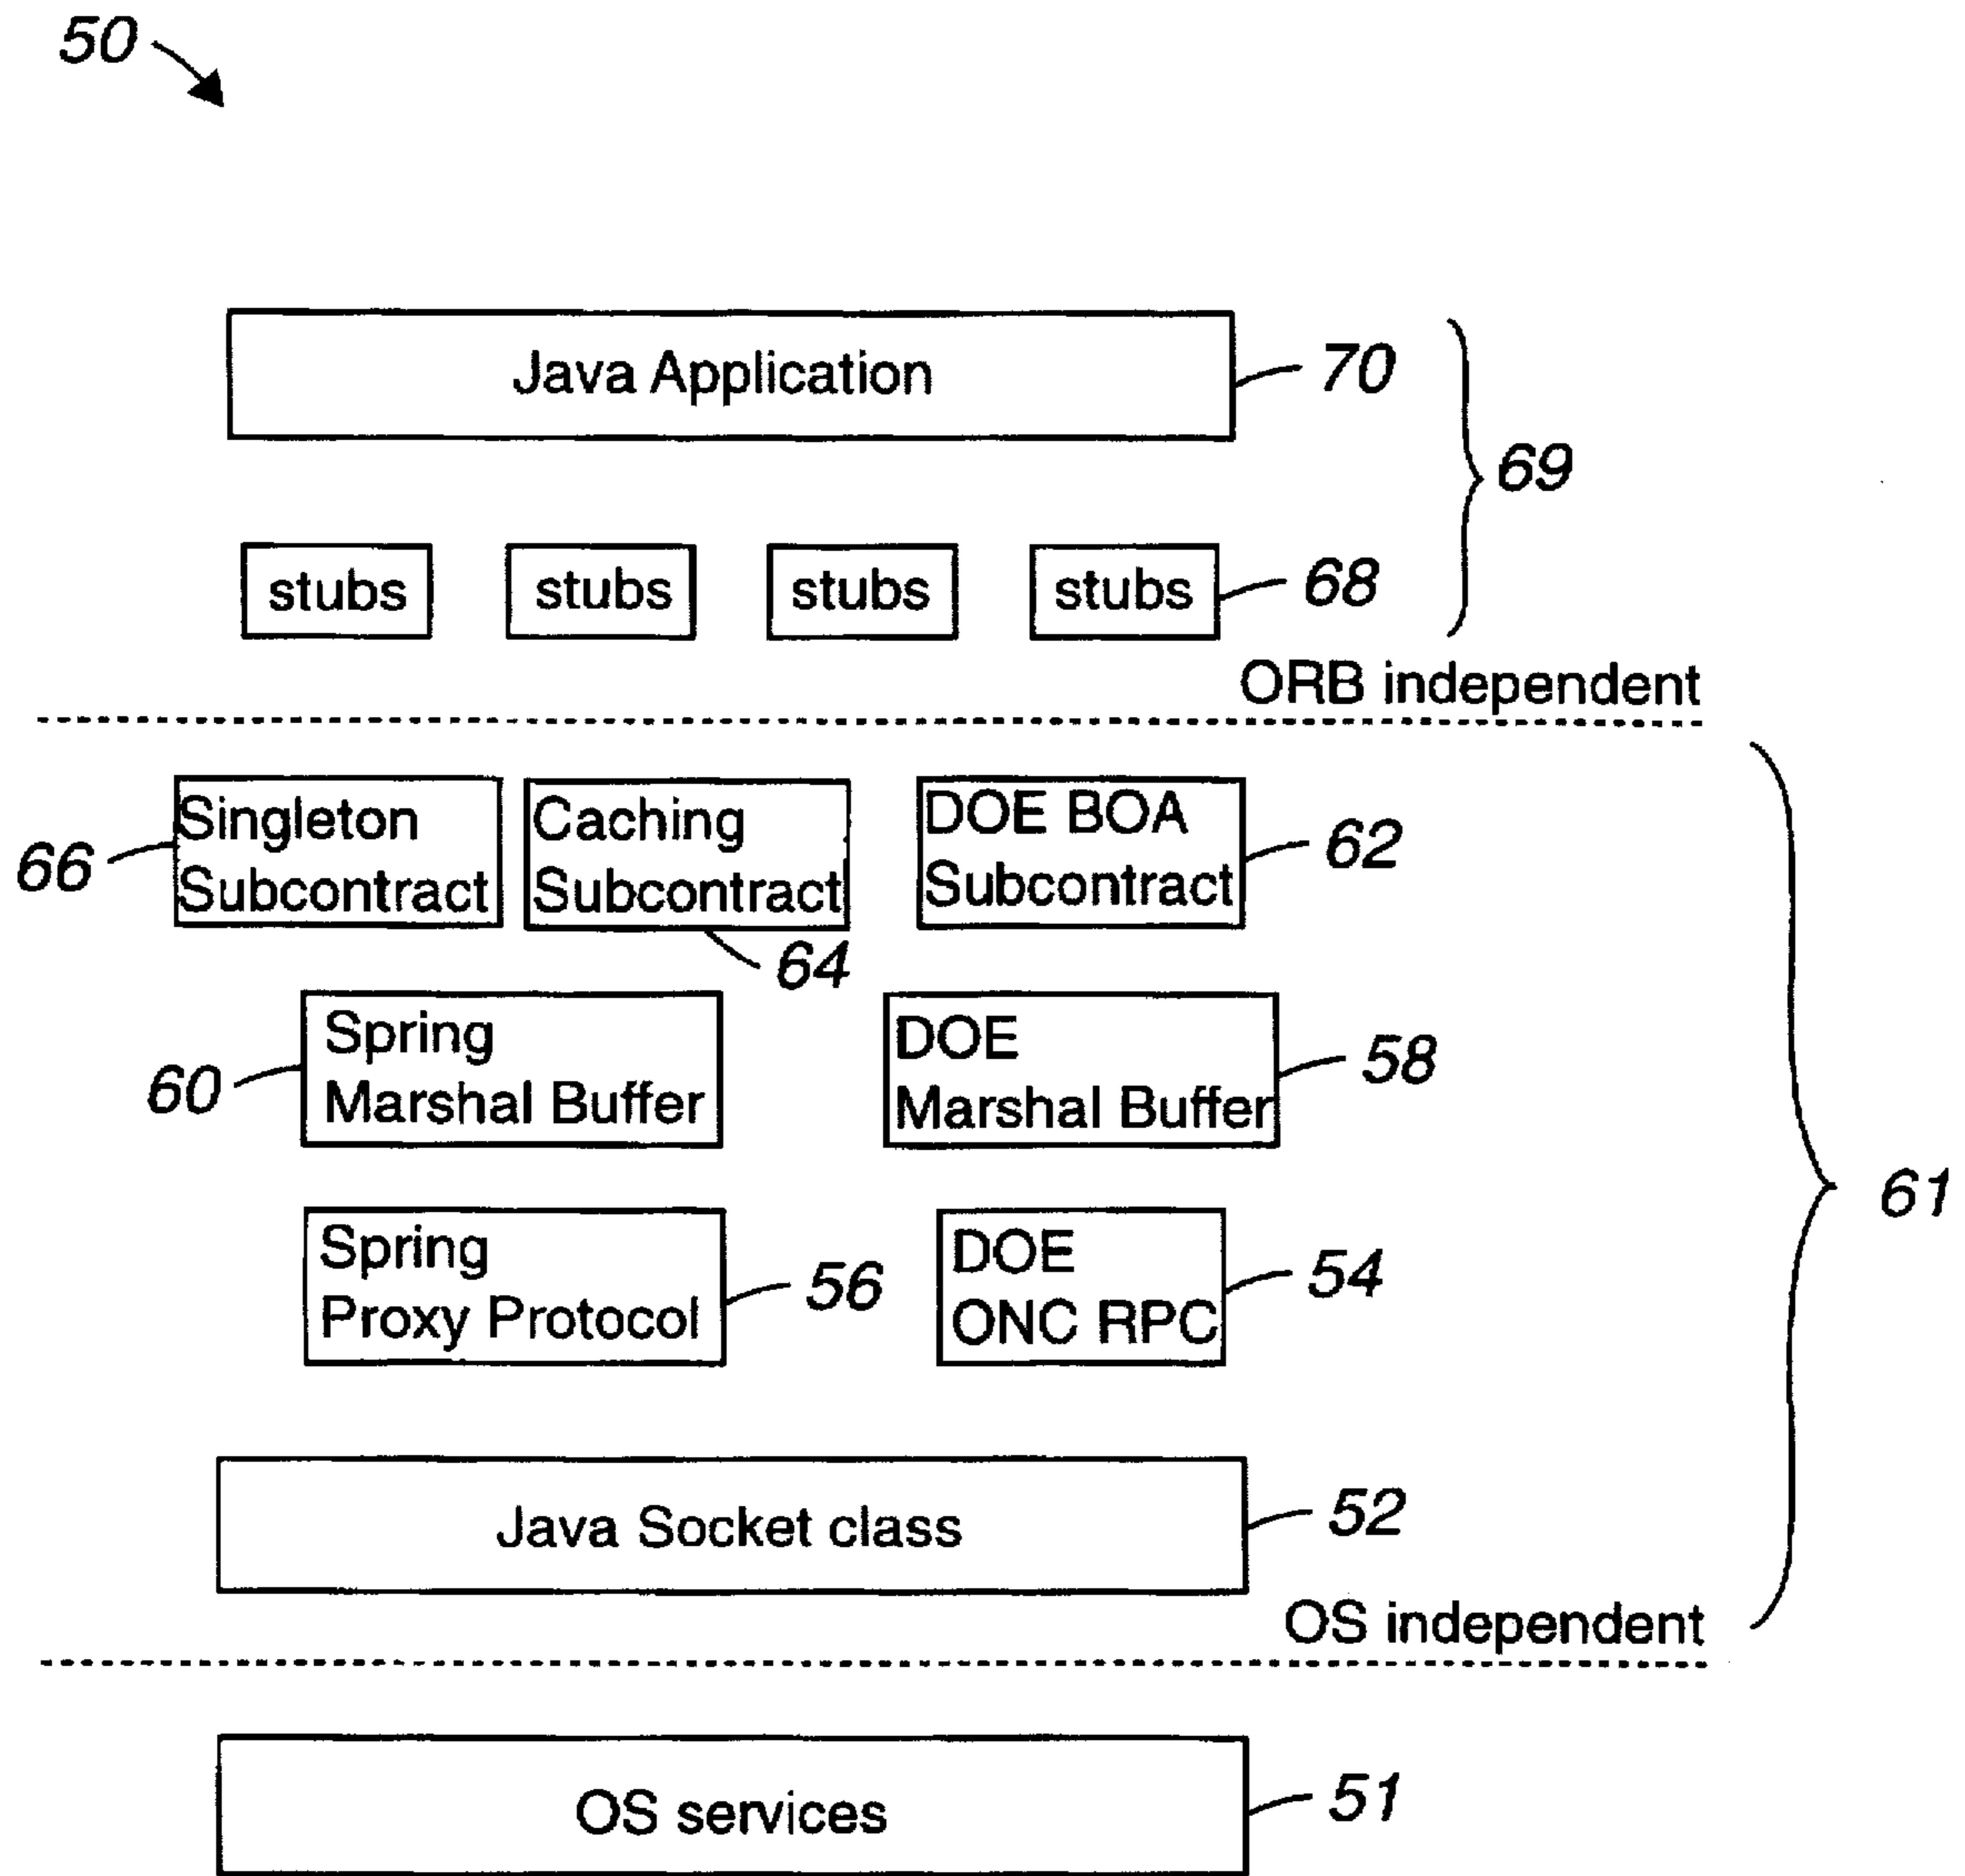 50
Java Application
70
69
stubs
stubs
stubs
stubs
68
ORB independent
66
Singleton
Subcontract
Caching
Subcontract
64
DOE BOA
Subcontract
62
60
Spring
Marshal Buffer
DOE
Marshal Buffer
58
61
Spring
Proxy Protocol
56
DOE
ONC RPC
54
Java Socket class
52
OS independent
OS services
51